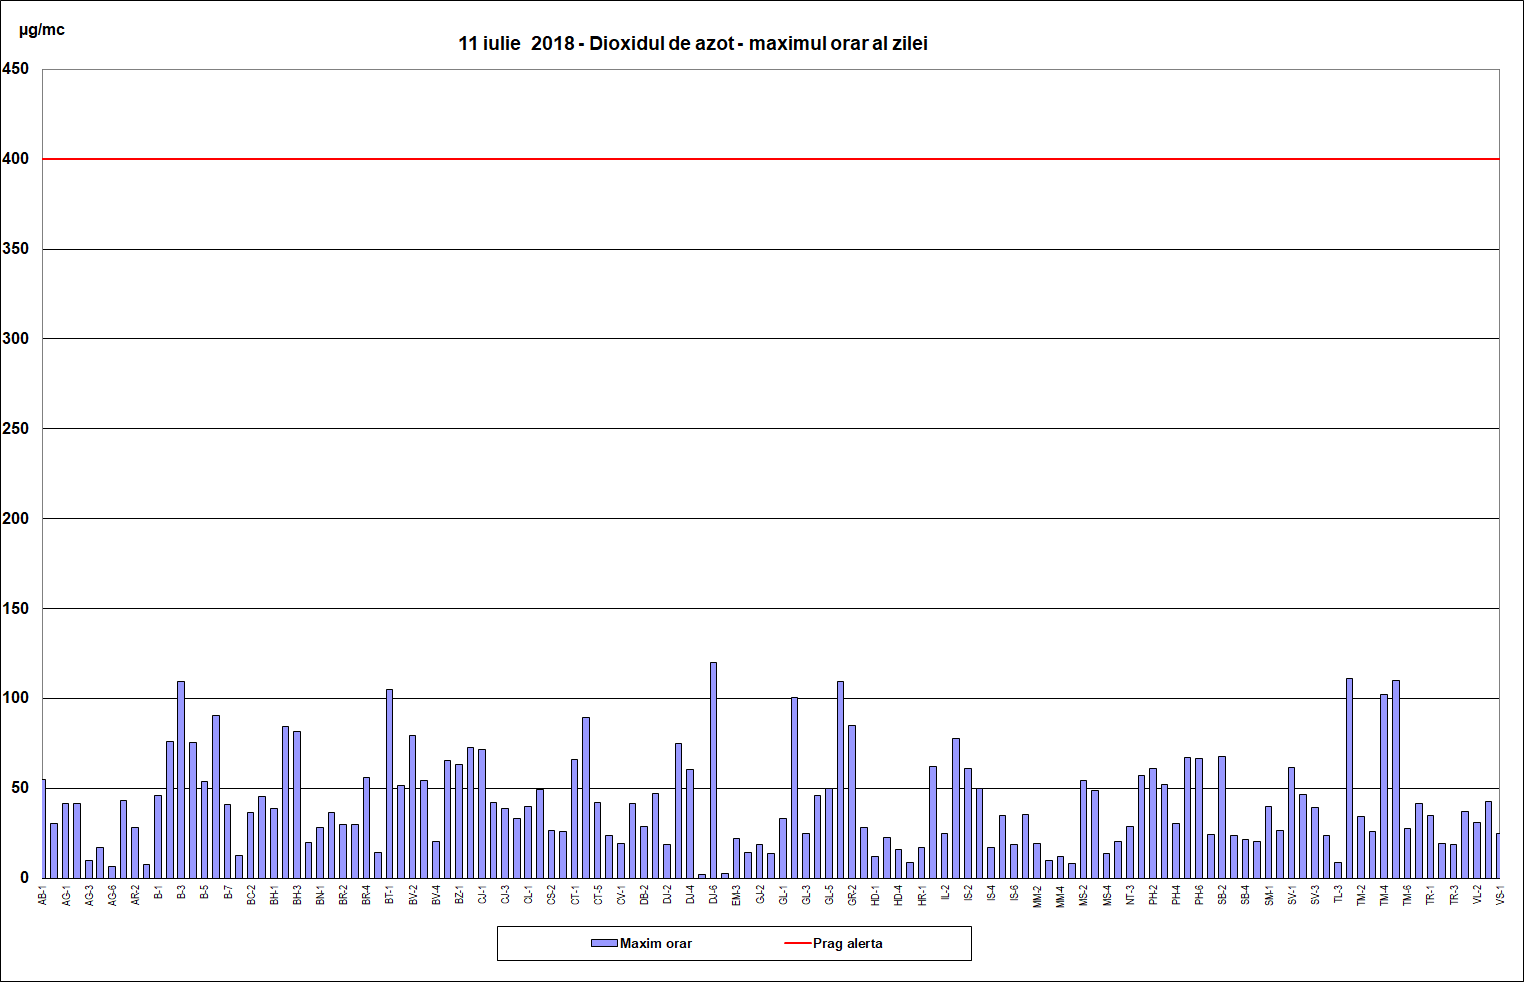 µg/mc
11 iulie 2018 - Dioxidul de azot - maximul orar al zilei
450
400
350
300
250
200
150
100
50
0
AB-1 AG-1 AG-3 AG-6 AR-2 B-1 B-3 B-5 B-7 BC-2 BH-1 BH-3 BN-1 BR-2 BR-4 BT-1 BV-2 BV-4 BZ-1 CJ-1 CJ-3 CL-1 CS-2 CT-1 CT-5 CV-1 DB-2 DJ-2 DJ-4 DJ-6 EM-3 GJ-2 GL-1 GL-3 GL-5 GR-2 HD-1 HD-4 HR-1 IL-2 IS-2 IS-4 IS-6 MM-2 MM-4 MS-2 MS-4 NT-3 PH-2 PH-4 PH-6 SB-2 SB-4 SM-1 SV-1 SV-3 TL-3 TM-2 TM-4 TM-6 TR-1 TR-3 VL-2 VS-1
Maxim orar Prag alerta